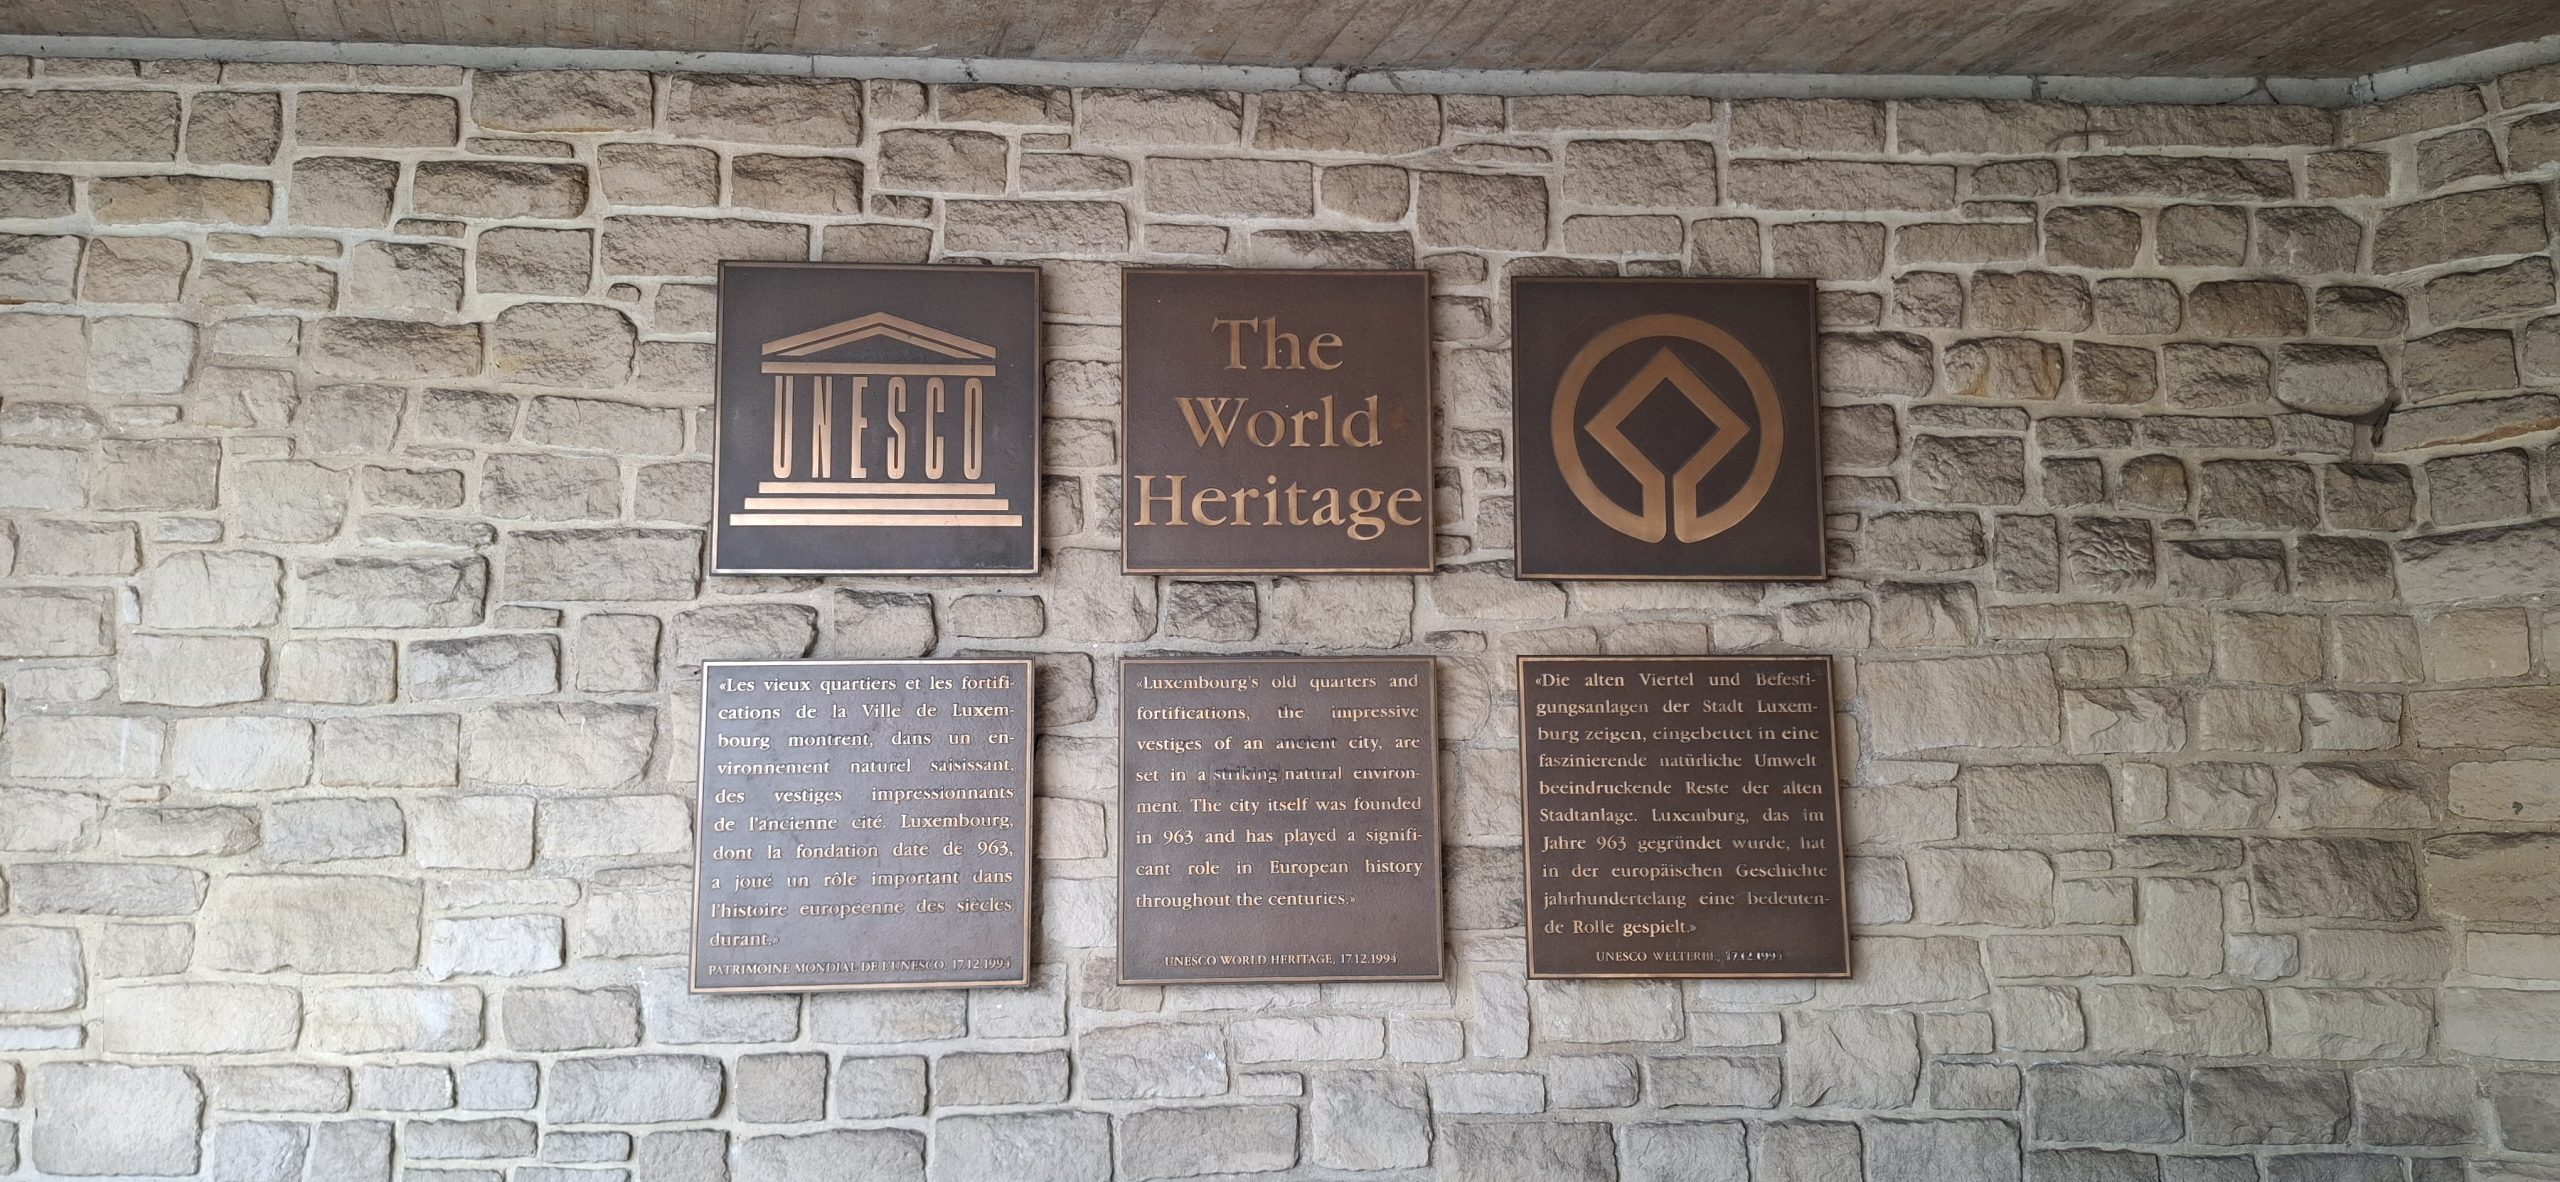 UNESCO
The
World
Heritage
«Les vieux quartiers et les fortifi-
cations de la Ville de Luxem-
bourg montrent, dans un en-
vironnement naturel saisissant,
des vestiges impressionnants
de l'ancienne cité. Luxembourg,
dont la fondation date de 963,
a joué un rôle important dans
l'histoire européenne des siècles
durant.»
PATRIMOINE MONDIAL DE L'UNESCO, 17.12.1994
«Luxembourg's old quarters and
fortifications, the impressive
vestiges of an ancient city, are
set in a striking natural environ-
ment. The city itself was founded
in 963 and has played a signifi-
cant role in European history
throughout the centuries.»
UNESCO WORLD HERITAGE, 17.12.1994
«Die alten Viertel und Befesti-
gungsanlagen der Stadt Luxem-
burg zeigen, eingebettet in eine
faszinierende natürliche Umwelt
beeindruckende Reste der alten
Stadtanlage. Luxemburg, das im
Jahre 963 gegründet wurde, hat
in der europäischen Geschichte
jahrhundertelang eine bedeuten-
de Rolle gespielt.»
UNESCO WELTERBE, 17.12.1994